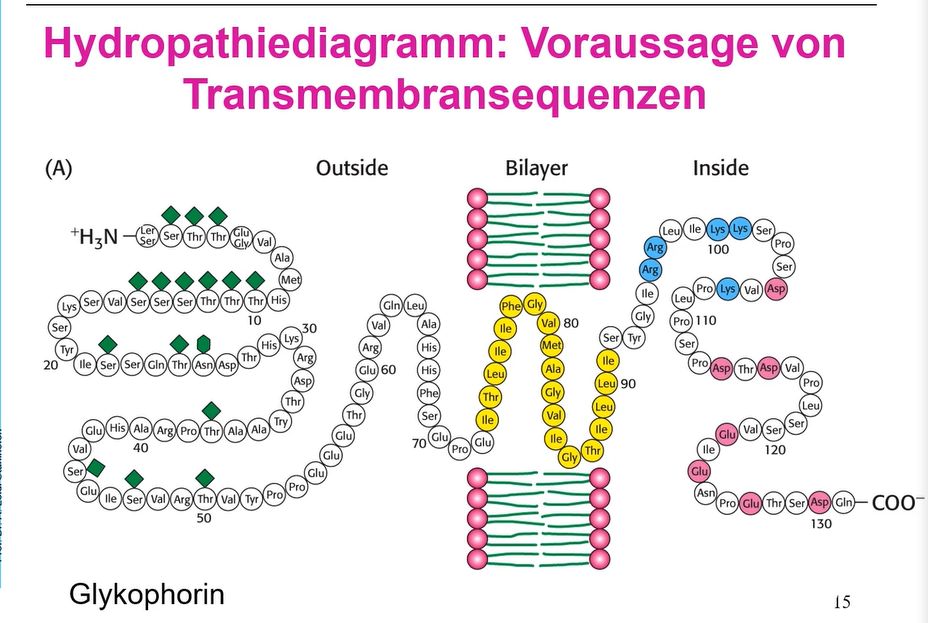 Hydropathiediagramm: Voraussage von
Transmembransequenzen
(A)
Outside
Bilayer
Inside
⁺H₃N
Ler Ser Ser Thr Thr Glu Gly Val
Ala
Met
Lys Ser Val Ser Ser Ser Thr Thr Thr His
10
Ser
Tyr
20
Ile Ser Ser Gln Thr Asn Asp Thr His Lys
30
Arg
Asp
Thr
Glu His Ala Arg Pro Thr Ala Ala Try
40
Val
Ser
Glu
Ile Ser Val Arg Thr Val Tyr Pro Pro
50
Glu
Glu
Glu
Thr
Gly
Glu 60
Arg
Val
Gln Leu
Ala
His
His
Phe
Ser
70 Glu
Pro Glu
Ile
Thr
Leu
Ile
Ile
Phe Gly
Val 80
Met
Ala
Gly
Val
Ile
Gly Thr
Ile
Leu
Leu 90
Ile
Ser Tyr
Gly
Ile
Arg
Arg
Leu Ile Lys Lys Ser
100
Pro
Ser
Leu Pro Lys Val Asp
Pro 110
Ser
Pro Asp Thr Asp Val
Pro
Leu
Glu Val Ser Ser
120
Ile
Glu
Asn
Pro Glu Thr Ser Asp Gln COO⁻
130
Glykophorin
15